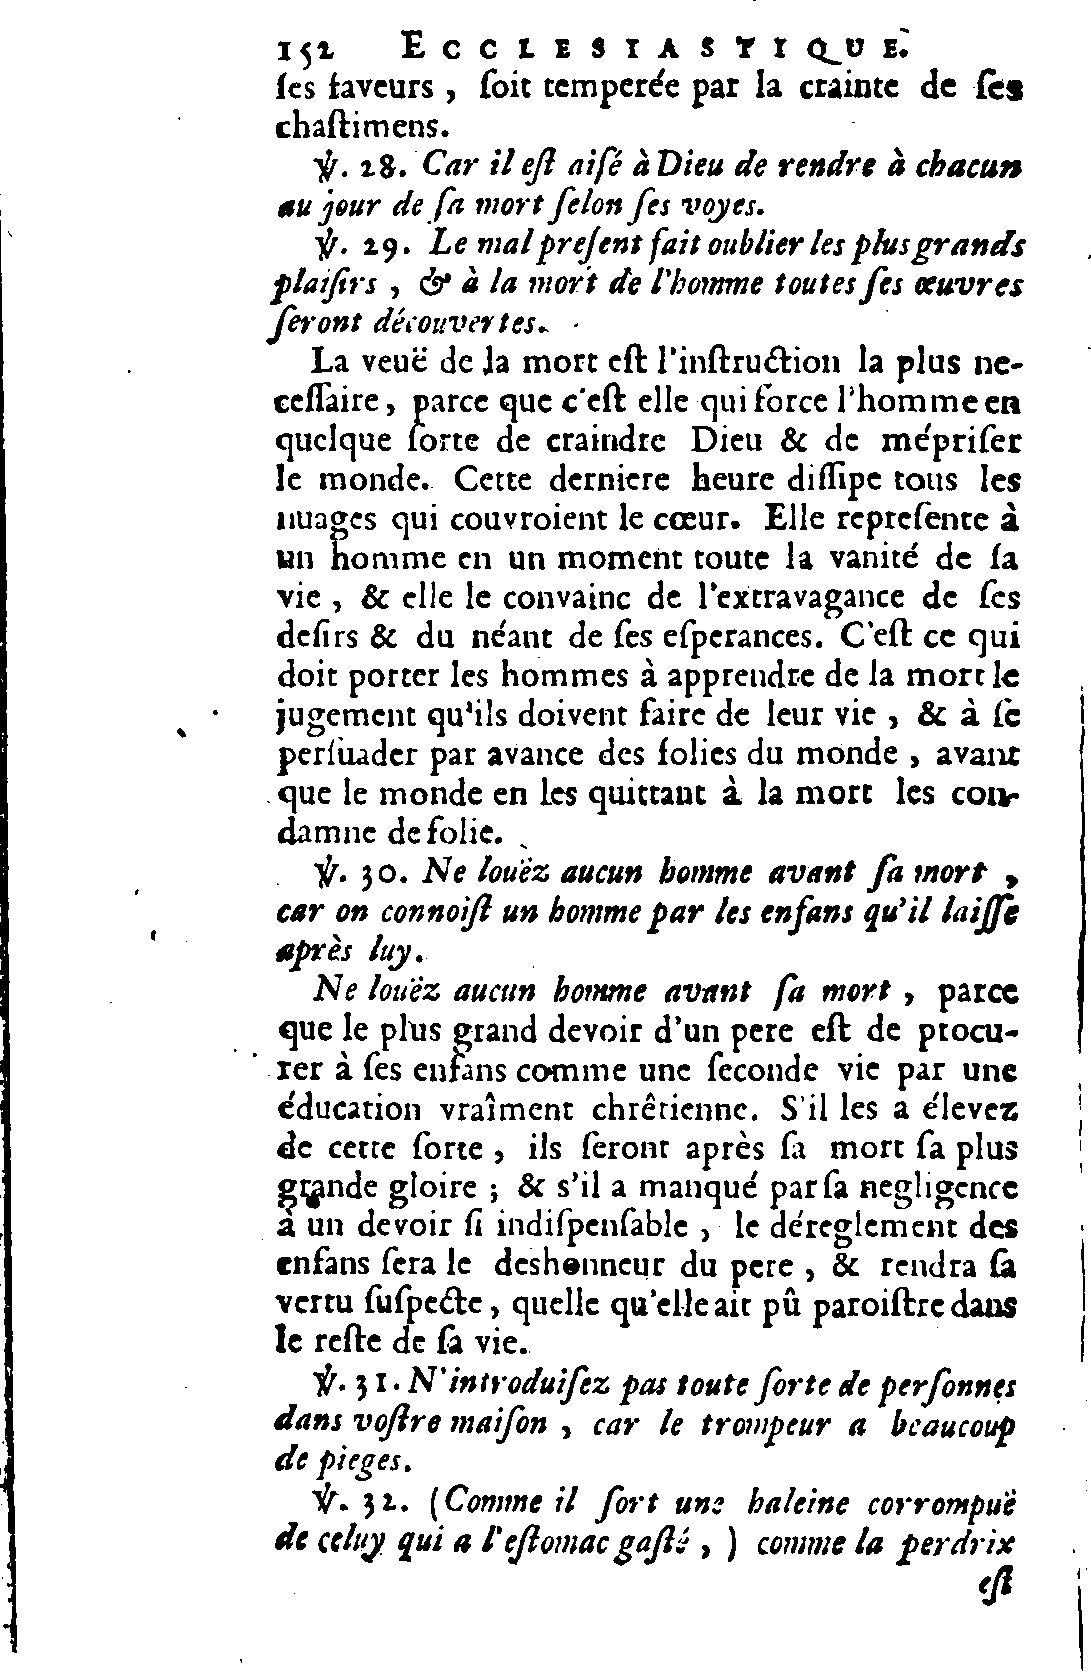 152 ECCLESIASTIQUE.
ſes faveurs , ſoit temperée par la crainte de ſes
chaſtimens.
℣. 28. Car il eſt aiſé à Dieu de rendre à chacun
au jour de ſa mort ſelon ſes voyes.
℣. 29. Le mal preſent fait oublier les plus grands
plaiſirs , & à la mort de l'homme toutes ſes œuvres
ſeront découvertes.
La veuë de la mort eſt l'inſtruction la plus ne-
ceſſaire, parce que c'eſt elle qui force l'homme en
quelque ſorte de craindre Dieu & de mépriſer
le monde. Cette derniere heure diſſipe tous les
nuages qui couvroient le cœur. Elle repreſente à
un homme en un moment toute la vanité de ſa
vie , & elle le convainc de l'extravagance de ſes
deſirs & du néant de ſes eſperances. C'eſt ce qui
doit porter les hommes à apprendre de la mort le
jugement qu'ils doivent faire de leur vie , & à ſe
perſuader par avance des folies du monde , avant
que le monde en les quittant à la mort les con-
damne de folie.
℣. 30. Ne louëz aucun homme avant ſa mort ,
car on connoiſt un homme par les enfans qu'il laiſſe
après luy.
Ne louëz aucun homme avant ſa mort , parce
que le plus grand devoir d'un pere eſt de procu-
rer à ſes enfans comme une ſeconde vie par une
éducation vraîment chrêtienne. S'il les a élevez
de cette ſorte , ils ſeront après ſa mort ſa plus
grande gloire ; & s'il a manqué par ſa negligence
à un devoir ſi indiſpenſable , le déreglement des
enfans ſera le deshonneur du pere , & rendra ſa
vertu ſuſpecte, quelle qu'elle ait pû paroiſtre dans
le reſte de ſa vie.
℣. 31. N'introduiſez pas toute ſorte de perſonnes
dans voſtre maiſon , car le trompeur a beaucoup
de pieges.
℣. 32. (Comme il ſort une haleine corrompuë
de celuy qui a l'eſtomac gaſté , ) comme la perdrix
eſt